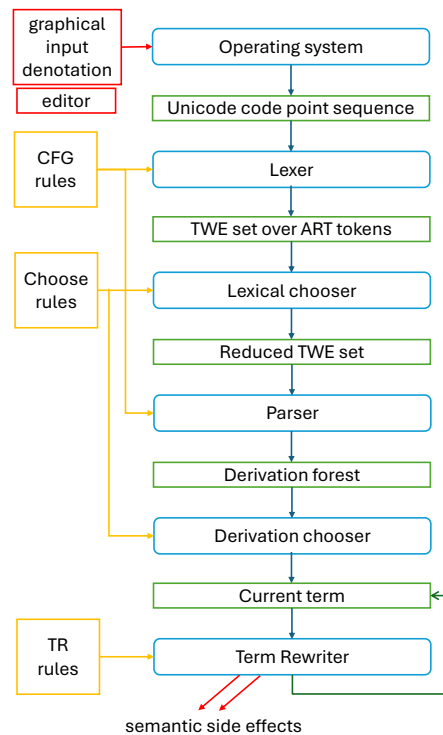 graphical
input
denotation
Operating system
editor
Unicode code point sequence
CFG
rules
Lexer
TWE set over ART tokens
Choose
rules
Lexical chooser
Reduced TWE set
Parser
Derivation forest
Derivation chooser
Current term
TR
rules
Term Rewriter
semantic side effects